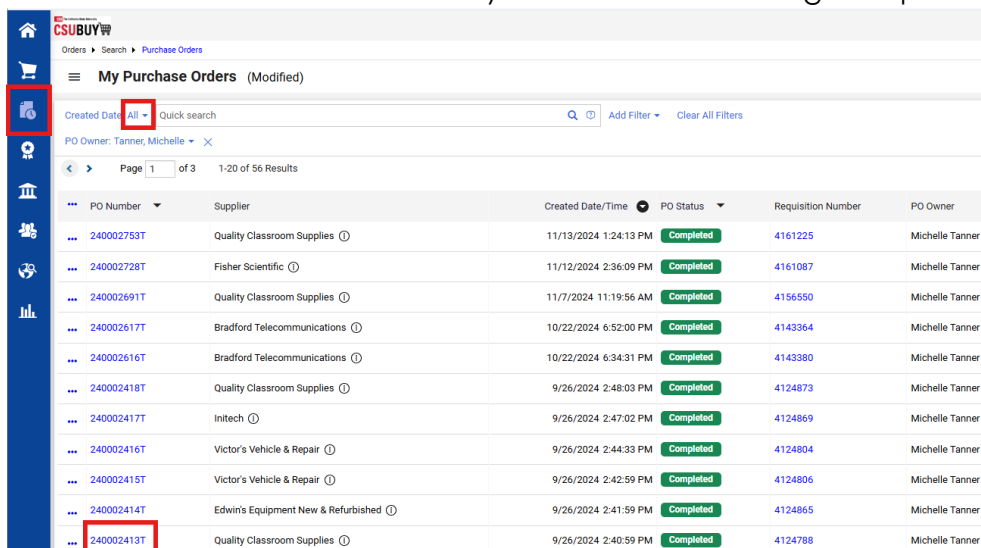 CSUBUY
Orders ▸ Search ▸ Purchase Orders
My Purchase Orders (Modified)
Created Date: All Quick search Add Filter Clear All Filters
PO Owner: Tanner, Michelle
Page 1 of 3 1-20 of 56 Results
PO Number Supplier Created Date/Time PO Status Requisition Number PO Owner
240002753T Quality Classroom Supplies 11/13/2024 1:24:13 PM Completed 4161225 Michelle Tanner
240002728T Fisher Scientific 11/12/2024 2:36:09 PM Completed 4161087 Michelle Tanner
240002691T Quality Classroom Supplies 11/7/2024 11:19:56 AM Completed 4156550 Michelle Tanner
240002617T Bradford Telecommunications 10/22/2024 6:52:00 PM Completed 4143364 Michelle Tanner
240002616T Bradford Telecommunications 10/22/2024 6:34:31 PM Completed 4143380 Michelle Tanner
240002418T Quality Classroom Supplies 9/26/2024 2:48:03 PM Completed 4124873 Michelle Tanner
240002417T Initech 9/26/2024 2:47:02 PM Completed 4124869 Michelle Tanner
240002416T Victor's Vehicle & Repair 9/26/2024 2:44:33 PM Completed 4124804 Michelle Tanner
240002415T Victor's Vehicle & Repair 9/26/2024 2:42:59 PM Completed 4124806 Michelle Tanner
240002414T Edwin's Equipment New & Refurbished 9/26/2024 2:41:59 PM Completed 4124865 Michelle Tanner
240002413T Quality Classroom Supplies 9/26/2024 2:40:59 PM Completed 4124788 Michelle Tanner